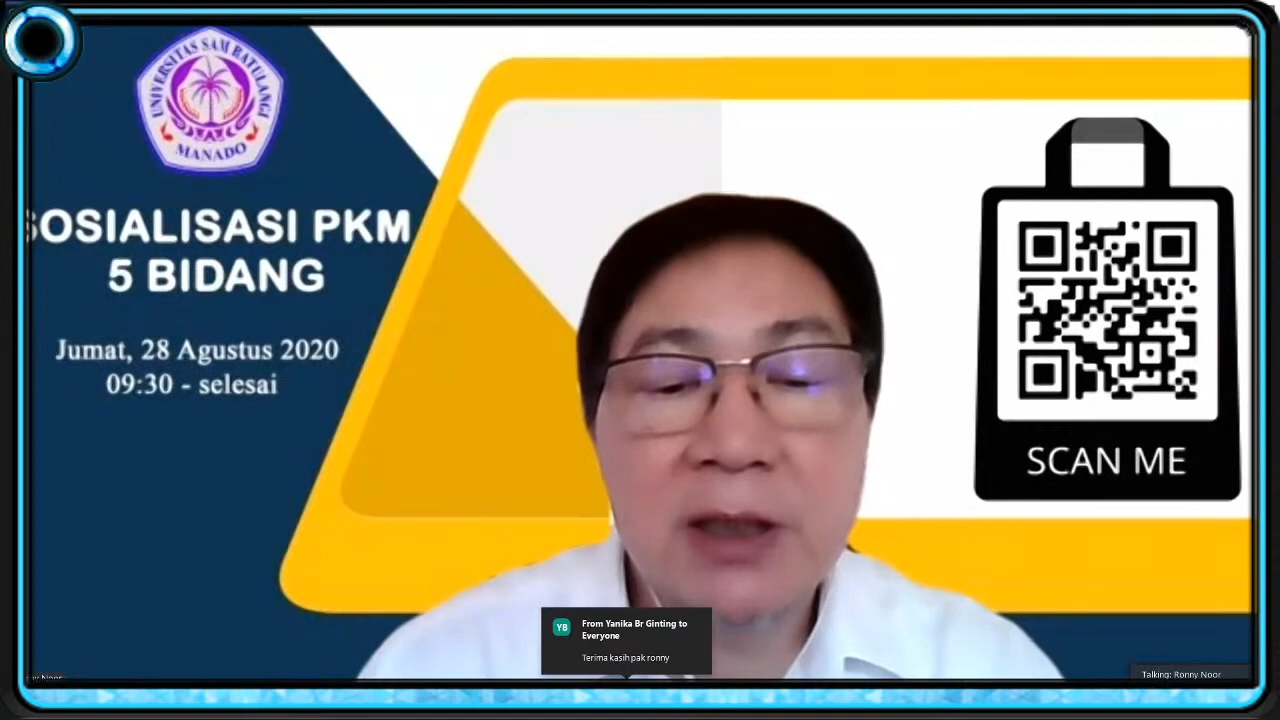 UNIVERSITAS SAM RATULANGI
MANADO
SOSIALISASI PKM
5 BIDANG
Jumat, 28 Agustus 2020
09:30 - selesai
SCAN ME
YB
From Yanika Br Ginting to
Everyone
Terima kasih pak ronny
Noor
Talking: Ronny Noor